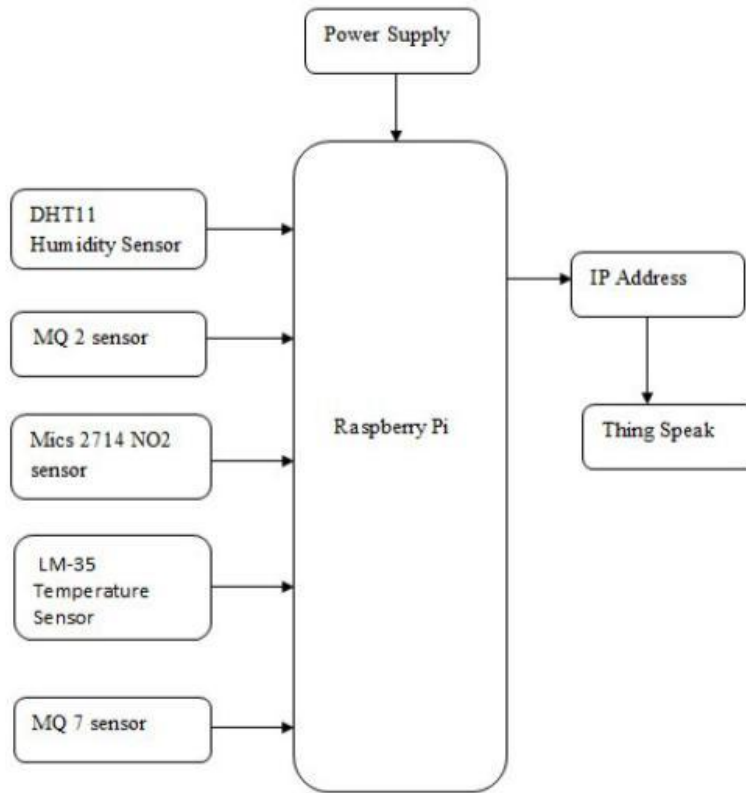 Power Supply
DHT11
Humidity Sensor
MQ 2 sensor
Mics 2714 NO2
sensor
LM-35
Temperature
Sensor
MQ 7 sensor
Raspberry Pi
IP Address
Thing Speak